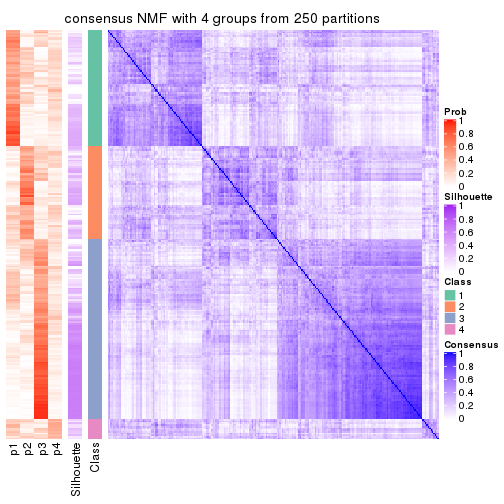 consensus NMF with 4 groups from 250 partitions
Prob
1
0.8
0.6
0.4
0.2
0
Silhouette
1
0.8
0.6
0.4
0.2
0
Class
1
2
3
4
Consensus
1
0.8
0.6
0.4
0.2
0
p1
p2
p3
p4
Silhouette
Class